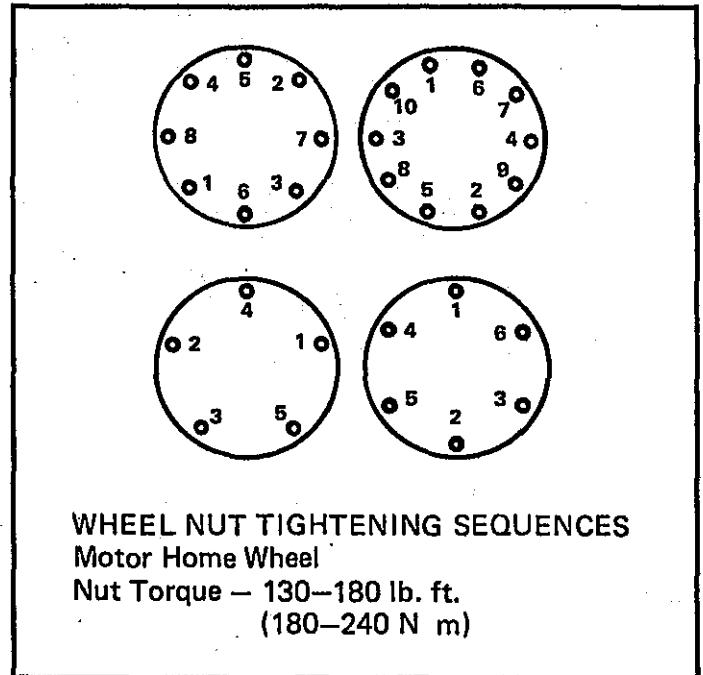 4 5 2 1 6
8 7 10 7
1 6 3 3 4
8 9
5 2
4 1
2 1 4 6
3 5 5 3
2
WHEEL NUT TIGHTENING SEQUENCES
Motor Home Wheel
Nut Torque – 130–180 lb. ft.
(180–240 N m)